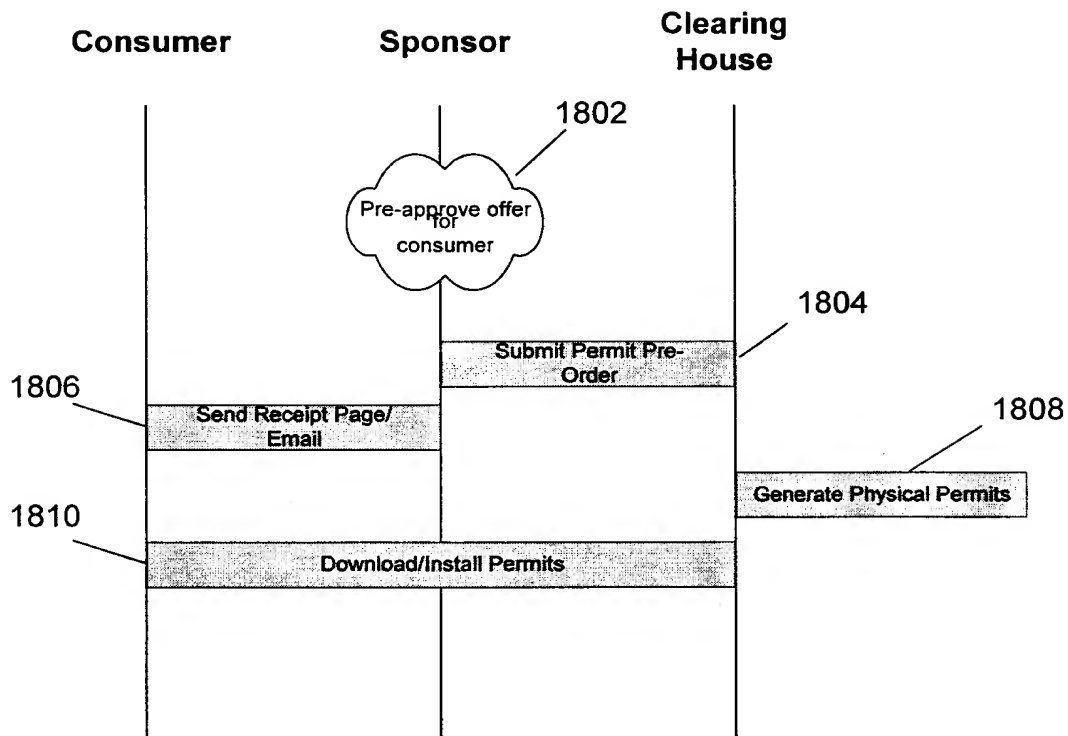 Consumer
Sponsor
Clearing
House
1802
Pre-approve offer
for
consumer
1804
Submit Permit Pre-
Order
1806
Send Receipt Page/
Email
1808
Generate Physical Permits
1810
Download/Install Permits